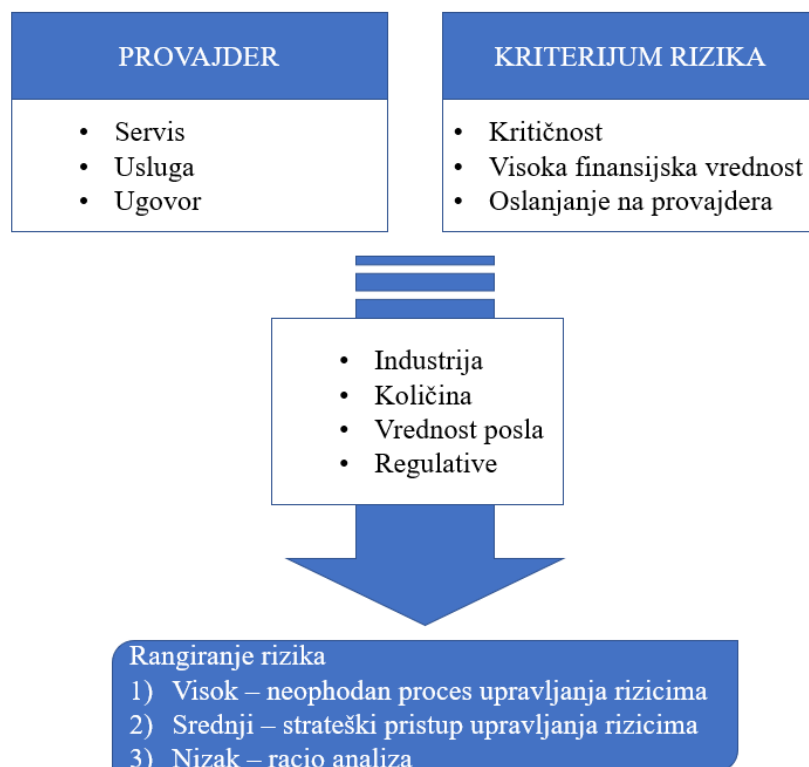 PROVAJDER
• Servis
• Usluga
• Ugovor
KRITERIJUM RIZIKA
• Kritičnost
• Visoka finansijska vrednost
• Oslanjanje na provajdera
• Industrija
• Količina
• Vrednost posla
• Regulative
Rangiranje rizika
1) Visok – neophodan proces upravljanja rizicima
2) Srednji – strateški pristup upravljanja rizicima
3) Nizak – racio analiza